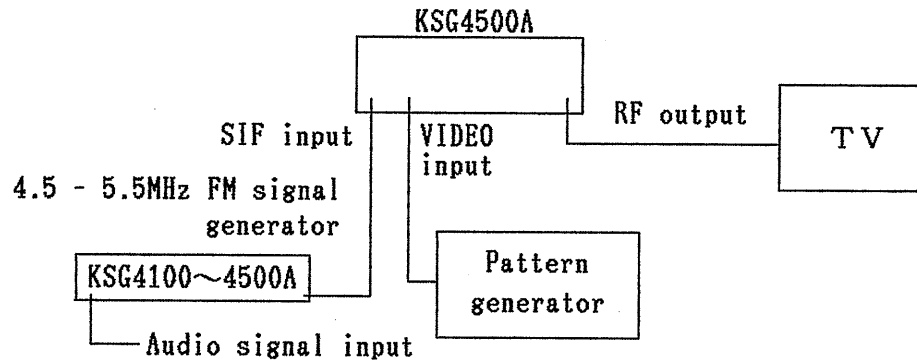 KSG4500A
SIF input
VIDEO
input
RF output
TV
4.5 - 5.5MHz FM signal
generator
KSG4100～4500A
Pattern
generator
Audio signal input